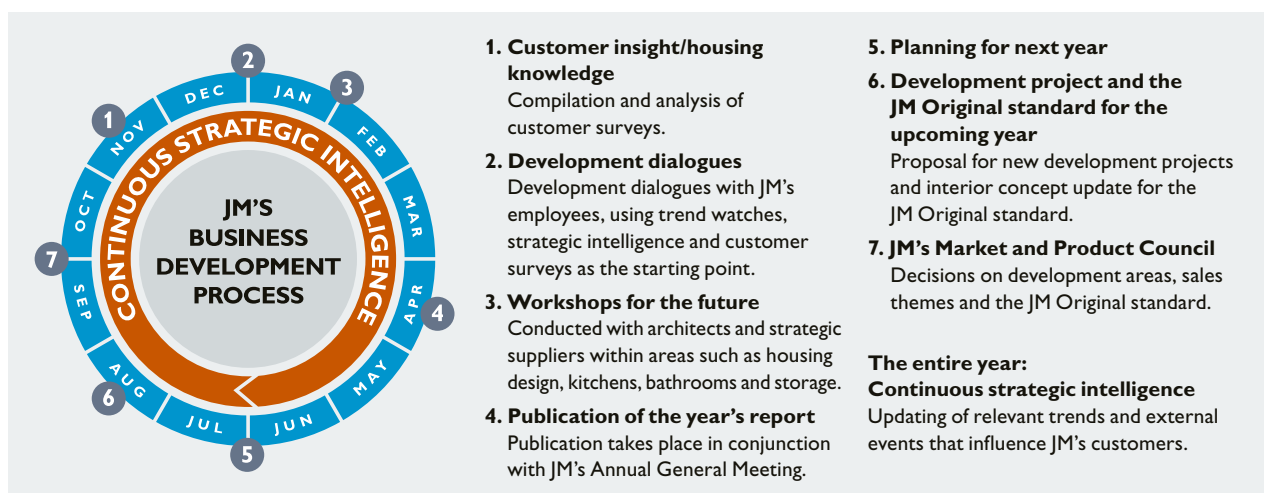 2
3
1
4
7
6
5
DEC
JAN
NOV
FEB
OCT
MAR
SEP
APR
AUG
MAY
JUL
JUN
CONTINUOUS STRATEGIC INTELLIGENCE
JM'S
BUSINESS
DEVELOPMENT
PROCESS
1. Customer insight/housing
knowledge
Compilation and analysis of
customer surveys.
2. Development dialogues
Development dialogues with JM's
employees, using trend watches,
strategic intelligence and customer
surveys as the starting point.
3. Workshops for the future
Conducted with architects and strategic
suppliers within areas such as housing
design, kitchens, bathrooms and storage.
4. Publication of the year's report
Publication takes place in conjunction
with JM's Annual General Meeting.
5. Planning for next year
6. Development project and the
JM Original standard for the
upcoming year
Proposal for new development projects
and interior concept update for the
JM Original standard.
7. JM's Market and Product Council
Decisions on development areas, sales
themes and the JM Original standard.
The entire year:
Continuous strategic intelligence
Updating of relevant trends and external
events that influence JM's customers.